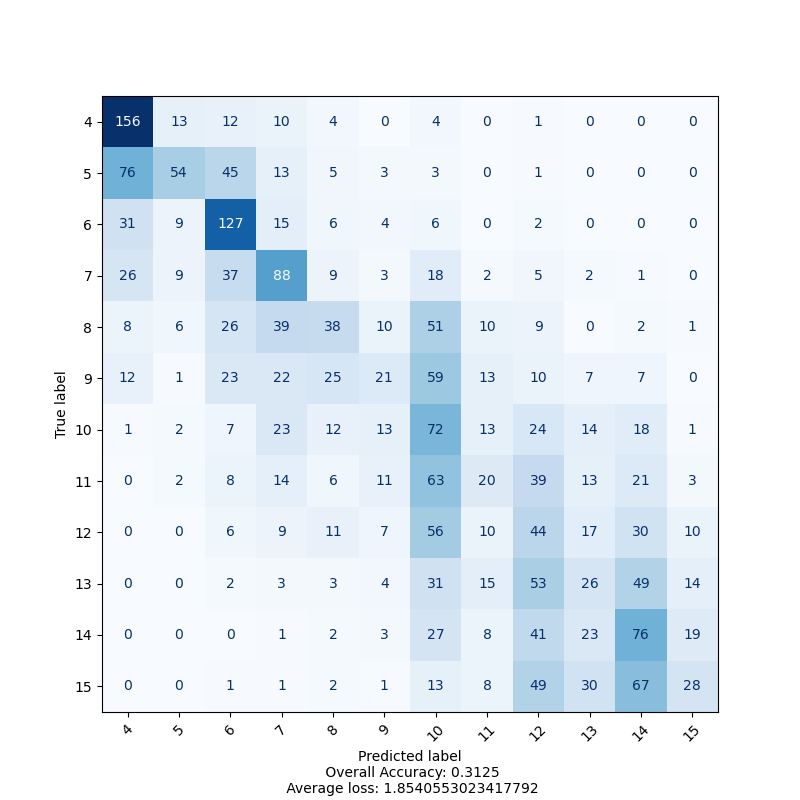 4 156 13 12 10 4 0 4 0 1 0 0 0
5 76 54 45 13 5 3 3 0 1 0 0 0
6 31 9 127 15 6 4 6 0 2 0 0 0
7 26 9 37 88 9 3 18 2 5 2 1 0
8 8 6 26 39 38 10 51 10 9 0 2 1
9 12 1 23 22 25 21 59 13 10 7 7 0
10 1 2 7 23 12 13 72 13 24 14 18 1
11 0 2 8 14 6 11 63 20 39 13 21 3
12 0 0 6 9 11 7 56 10 44 17 30 10
13 0 0 2 3 3 4 31 15 53 26 49 14
14 0 0 0 1 2 3 27 8 41 23 76 19
15 0 0 1 1 2 1 13 8 49 30 67 28
True label
4 5 6 7 8 9 10 11 12 13 14 15
Predicted label
Overall Accuracy: 0.3125
Average loss: 1.8540553023417792